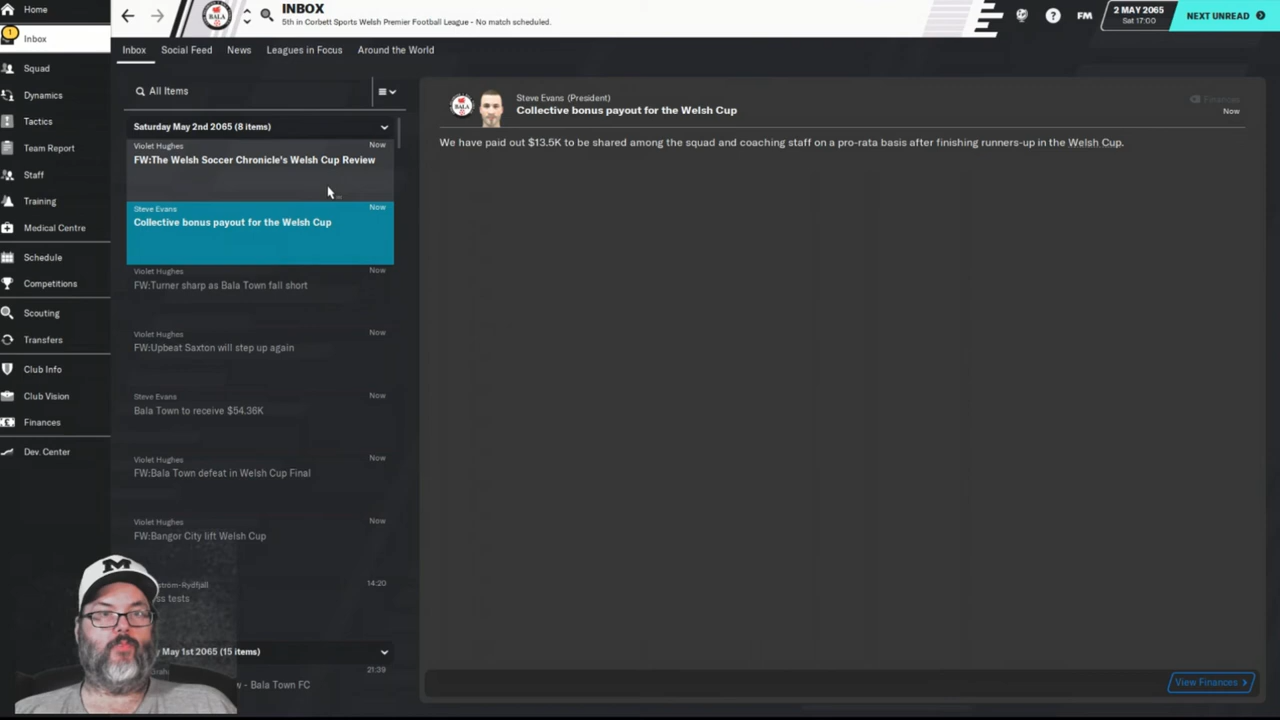 Home
INBOX
5th in Corbett Sports Welsh Premier Football League - No match scheduled.
FM
2 MAY 2065
Sat 17:00
NEXT UNREAD
Inbox
Squad
Dynamics
Tactics
Team Report
Staff
Training
Medical Centre
Schedule
Competitions
Scouting
Transfers
Club Info
Club Vision
Finances
Dev. Center
Inbox
Social Feed
News
Leagues in Focus
Around the World
All Items
Saturday May 2nd 2065 (8 items)
Violet Hughes
Now
FW:The Welsh Soccer Chronicle's Welsh Cup Review
Steve Evans
Now
Collective bonus payout for the Welsh Cup
Violet Hughes
Now
FW:Turner sharp as Bala Town fall short
Violet Hughes
Now
FW:Upbeat Saxton will step up again
Steve Evans
Now
Bala Town to receive $54.36K
Violet Hughes
Now
FW:Bala Town defeat in Welsh Cup Final
Violet Hughes
Now
FW:Bangor City lift Welsh Cup
strom-Rydfjall
14:20
ss tests
May 1st 2065 (15 items)
21:39
w - Bala Town FC
BALA
Steve Evans (President)
Collective bonus payout for the Welsh Cup
Finances
Now
We have paid out $13.5K to be shared among the squad and coaching staff on a pro-rata basis after finishing runners-up in the Welsh Cup.
View Finances
M